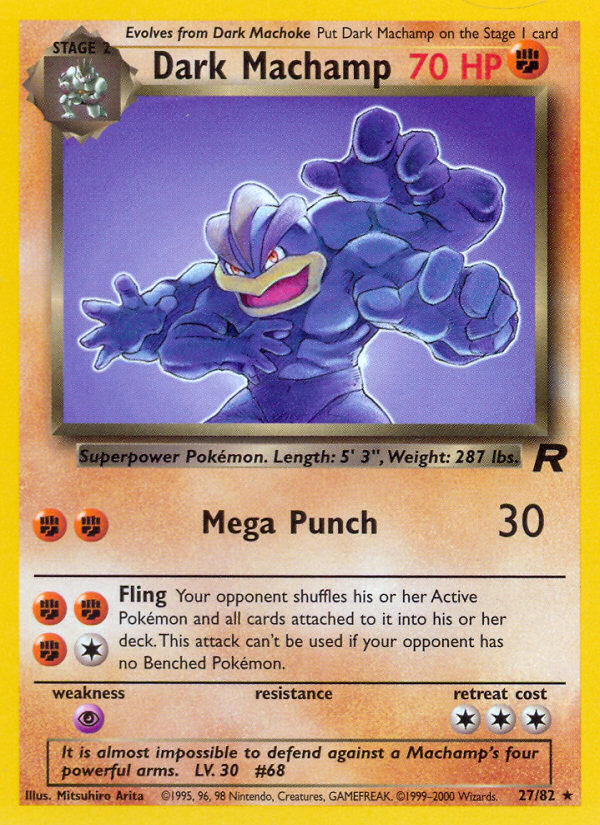 Evolves from Dark Machoke Put Dark Machamp on the Stage 1 card
STAGE 2
Dark Machamp 70 HP
Superpower Pokémon. Length: 5' 3", Weight: 287 lbs.
R
Mega Punch 30
Fling Your opponent shuffles his or her Active
Pokémon and all cards attached to it into his or her
deck. This attack can't be used if your opponent has
no Benched Pokémon.
weakness resistance retreat cost
It is almost impossible to defend against a Machamp's four
powerful arms. LV. 30 #68
Illus. Mitsuhiro Arita ©1995, 96, 98 Nintendo, Creatures, GAMEFREAK. ©1999–2000 Wizards. 27/82 ★